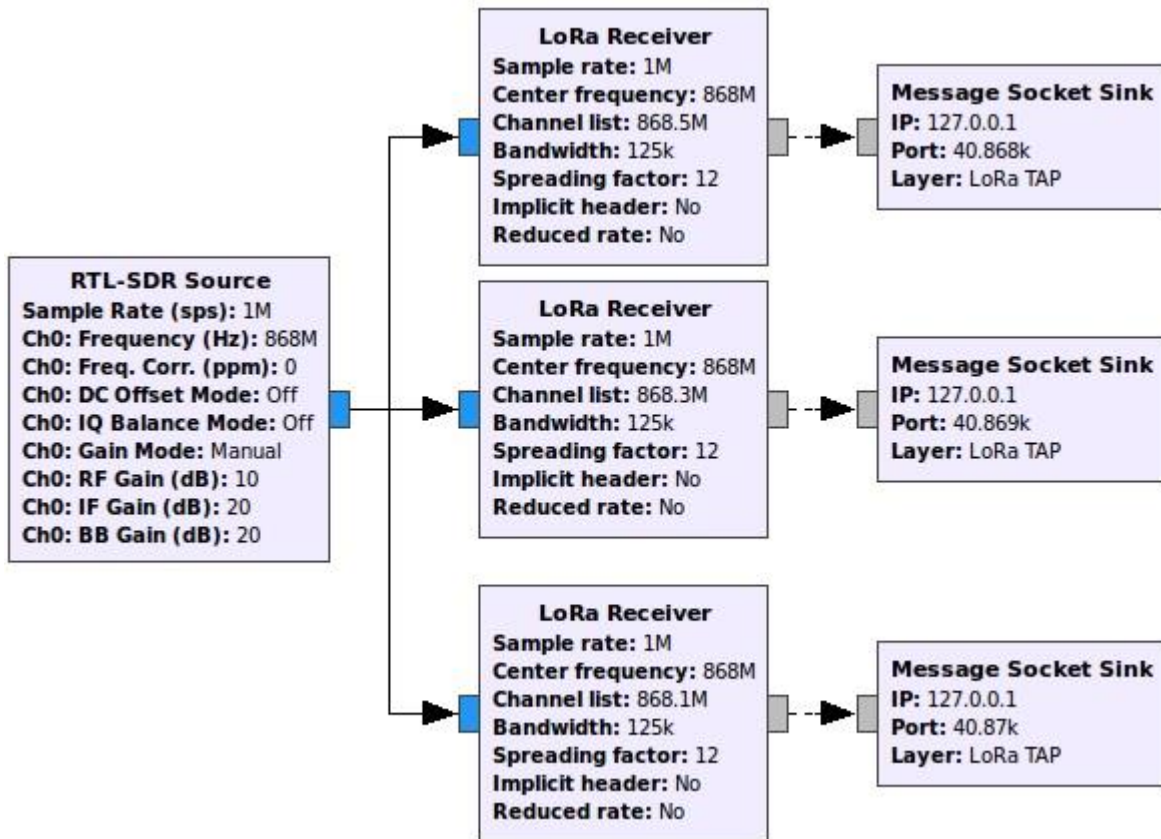 RTL-SDR Source
Sample Rate (sps): 1M
Ch0: Frequency (Hz): 868M
Ch0: Freq. Corr. (ppm): 0
Ch0: DC Offset Mode: Off
Ch0: IQ Balance Mode: Off
Ch0: Gain Mode: Manual
Ch0: RF Gain (dB): 10
Ch0: IF Gain (dB): 20
Ch0: BB Gain (dB): 20
LoRa Receiver
Sample rate: 1M
Center frequency: 868M
Channel list: 868.5M
Bandwidth: 125k
Spreading factor: 12
Implicit header: No
Reduced rate: No
Message Socket Sink
IP: 127.0.0.1
Port: 40.868k
Layer: LoRa TAP
LoRa Receiver
Sample rate: 1M
Center frequency: 868M
Channel list: 868.3M
Bandwidth: 125k
Spreading factor: 12
Implicit header: No
Reduced rate: No
Message Socket Sink
IP: 127.0.0.1
Port: 40.869k
Layer: LoRa TAP
LoRa Receiver
Sample rate: 1M
Center frequency: 868M
Channel list: 868.1M
Bandwidth: 125k
Spreading factor: 12
Implicit header: No
Reduced rate: No
Message Socket Sink
IP: 127.0.0.1
Port: 40.87k
Layer: LoRa TAP